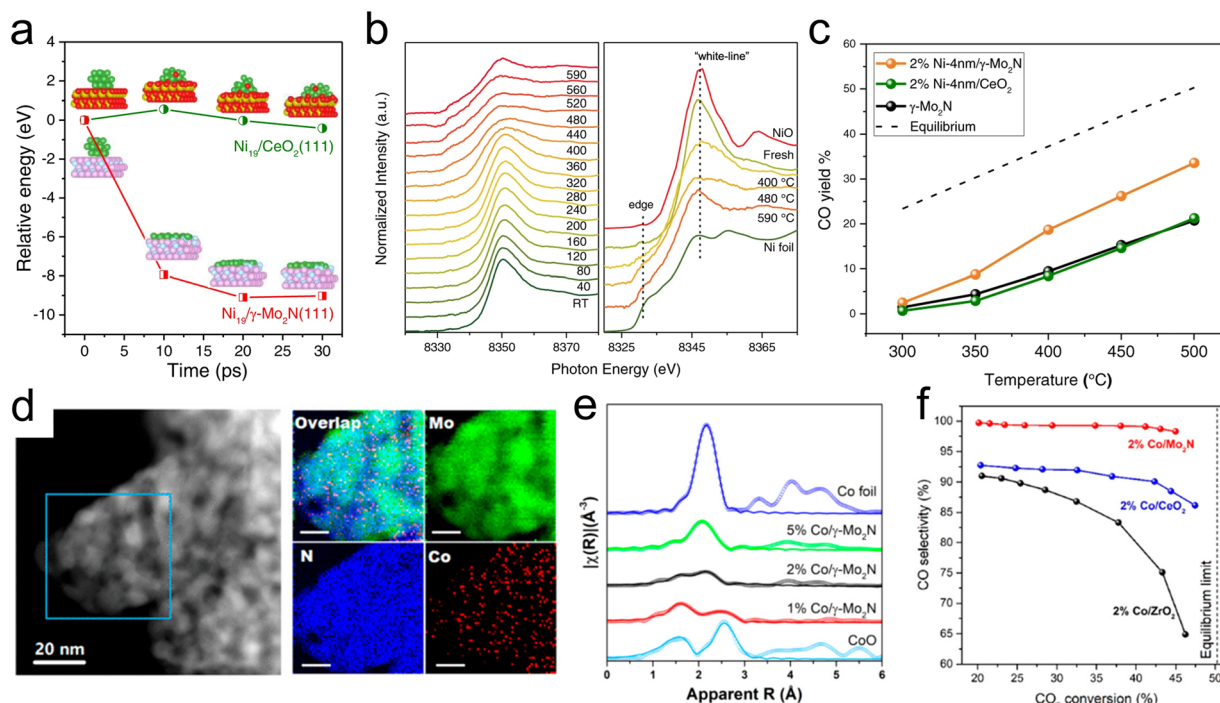 a
Relative energy (eV)
4
2
0
-2
-4
-6
-8
-10
Ni₁₉/CeO₂(111)
Ni₁₉/γ-Mo₂N(111)
0 5 10 15 20 25 30 35
Time (ps)
b
Normalized Intensity (a.u.)
590
560
520
480
440
400
360
320
280
240
200
160
120
80
40
RT
8330 8350 8370
"white-line"
NiO
Fresh
400 °C
480 °C
590 °C
edge
Ni foil
8325 8345 8365
Photon Energy (eV)
c
CO yield %
60
50
40
30
20
10
0
2% Ni-4nm/γ-Mo₂N
2% Ni-4nm/CeO₂
γ-Mo₂N
Equilibrium
300 350 400 450 500
Temperature (°C)
d
20 nm
Overlap
Mo
N
Co
e
|χ(R)|(Å⁻³)
Co foil
5% Co/γ-Mo₂N
2% Co/γ-Mo₂N
1% Co/γ-Mo₂N
CoO
0 1 2 3 4 5 6
Apparent R (Å)
f
CO selectivity (%)
100
95
90
85
80
75
70
65
60
2% Co/Mo₂N
2% Co/CeO₂
2% Co/ZrO₂
Equilibrium limit
20 25 30 35 40 45 50
CO₂ conversion (%)